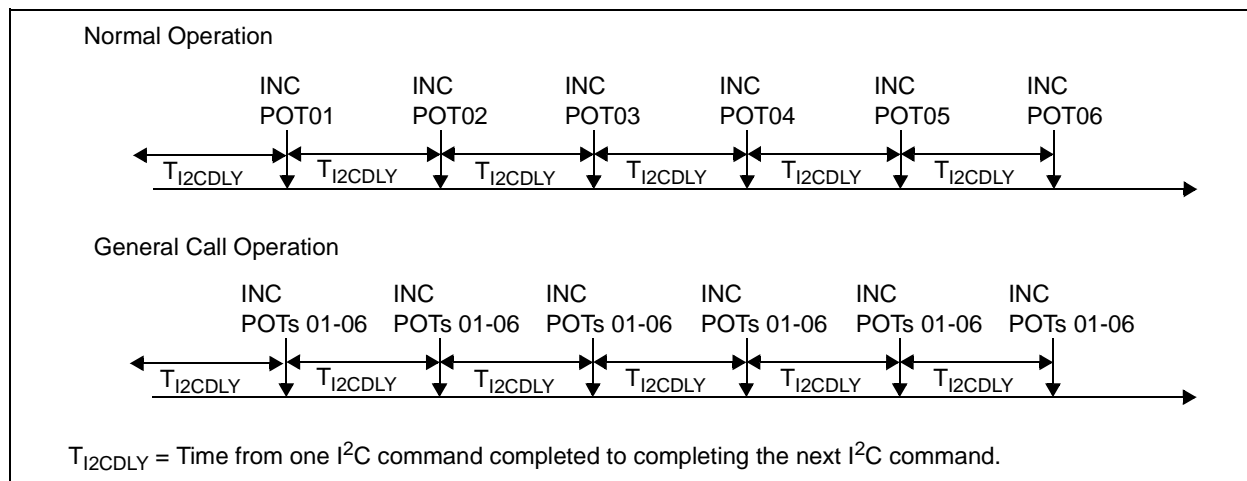 Normal Operation
INC INC INC INC INC INC
POT01 POT02 POT03 POT04 POT05 POT06
TI2CDLY TI2CDLY TI2CDLY TI2CDLY TI2CDLY TI2CDLY
General Call Operation
INC INC INC INC INC INC
POTs 01-06 POTs 01-06 POTs 01-06 POTs 01-06 POTs 01-06 POTs 01-06
TI2CDLY TI2CDLY TI2CDLY TI2CDLY TI2CDLY TI2CDLY
TI2CDLY = Time from one I2C command completed to completing the next I2C command.